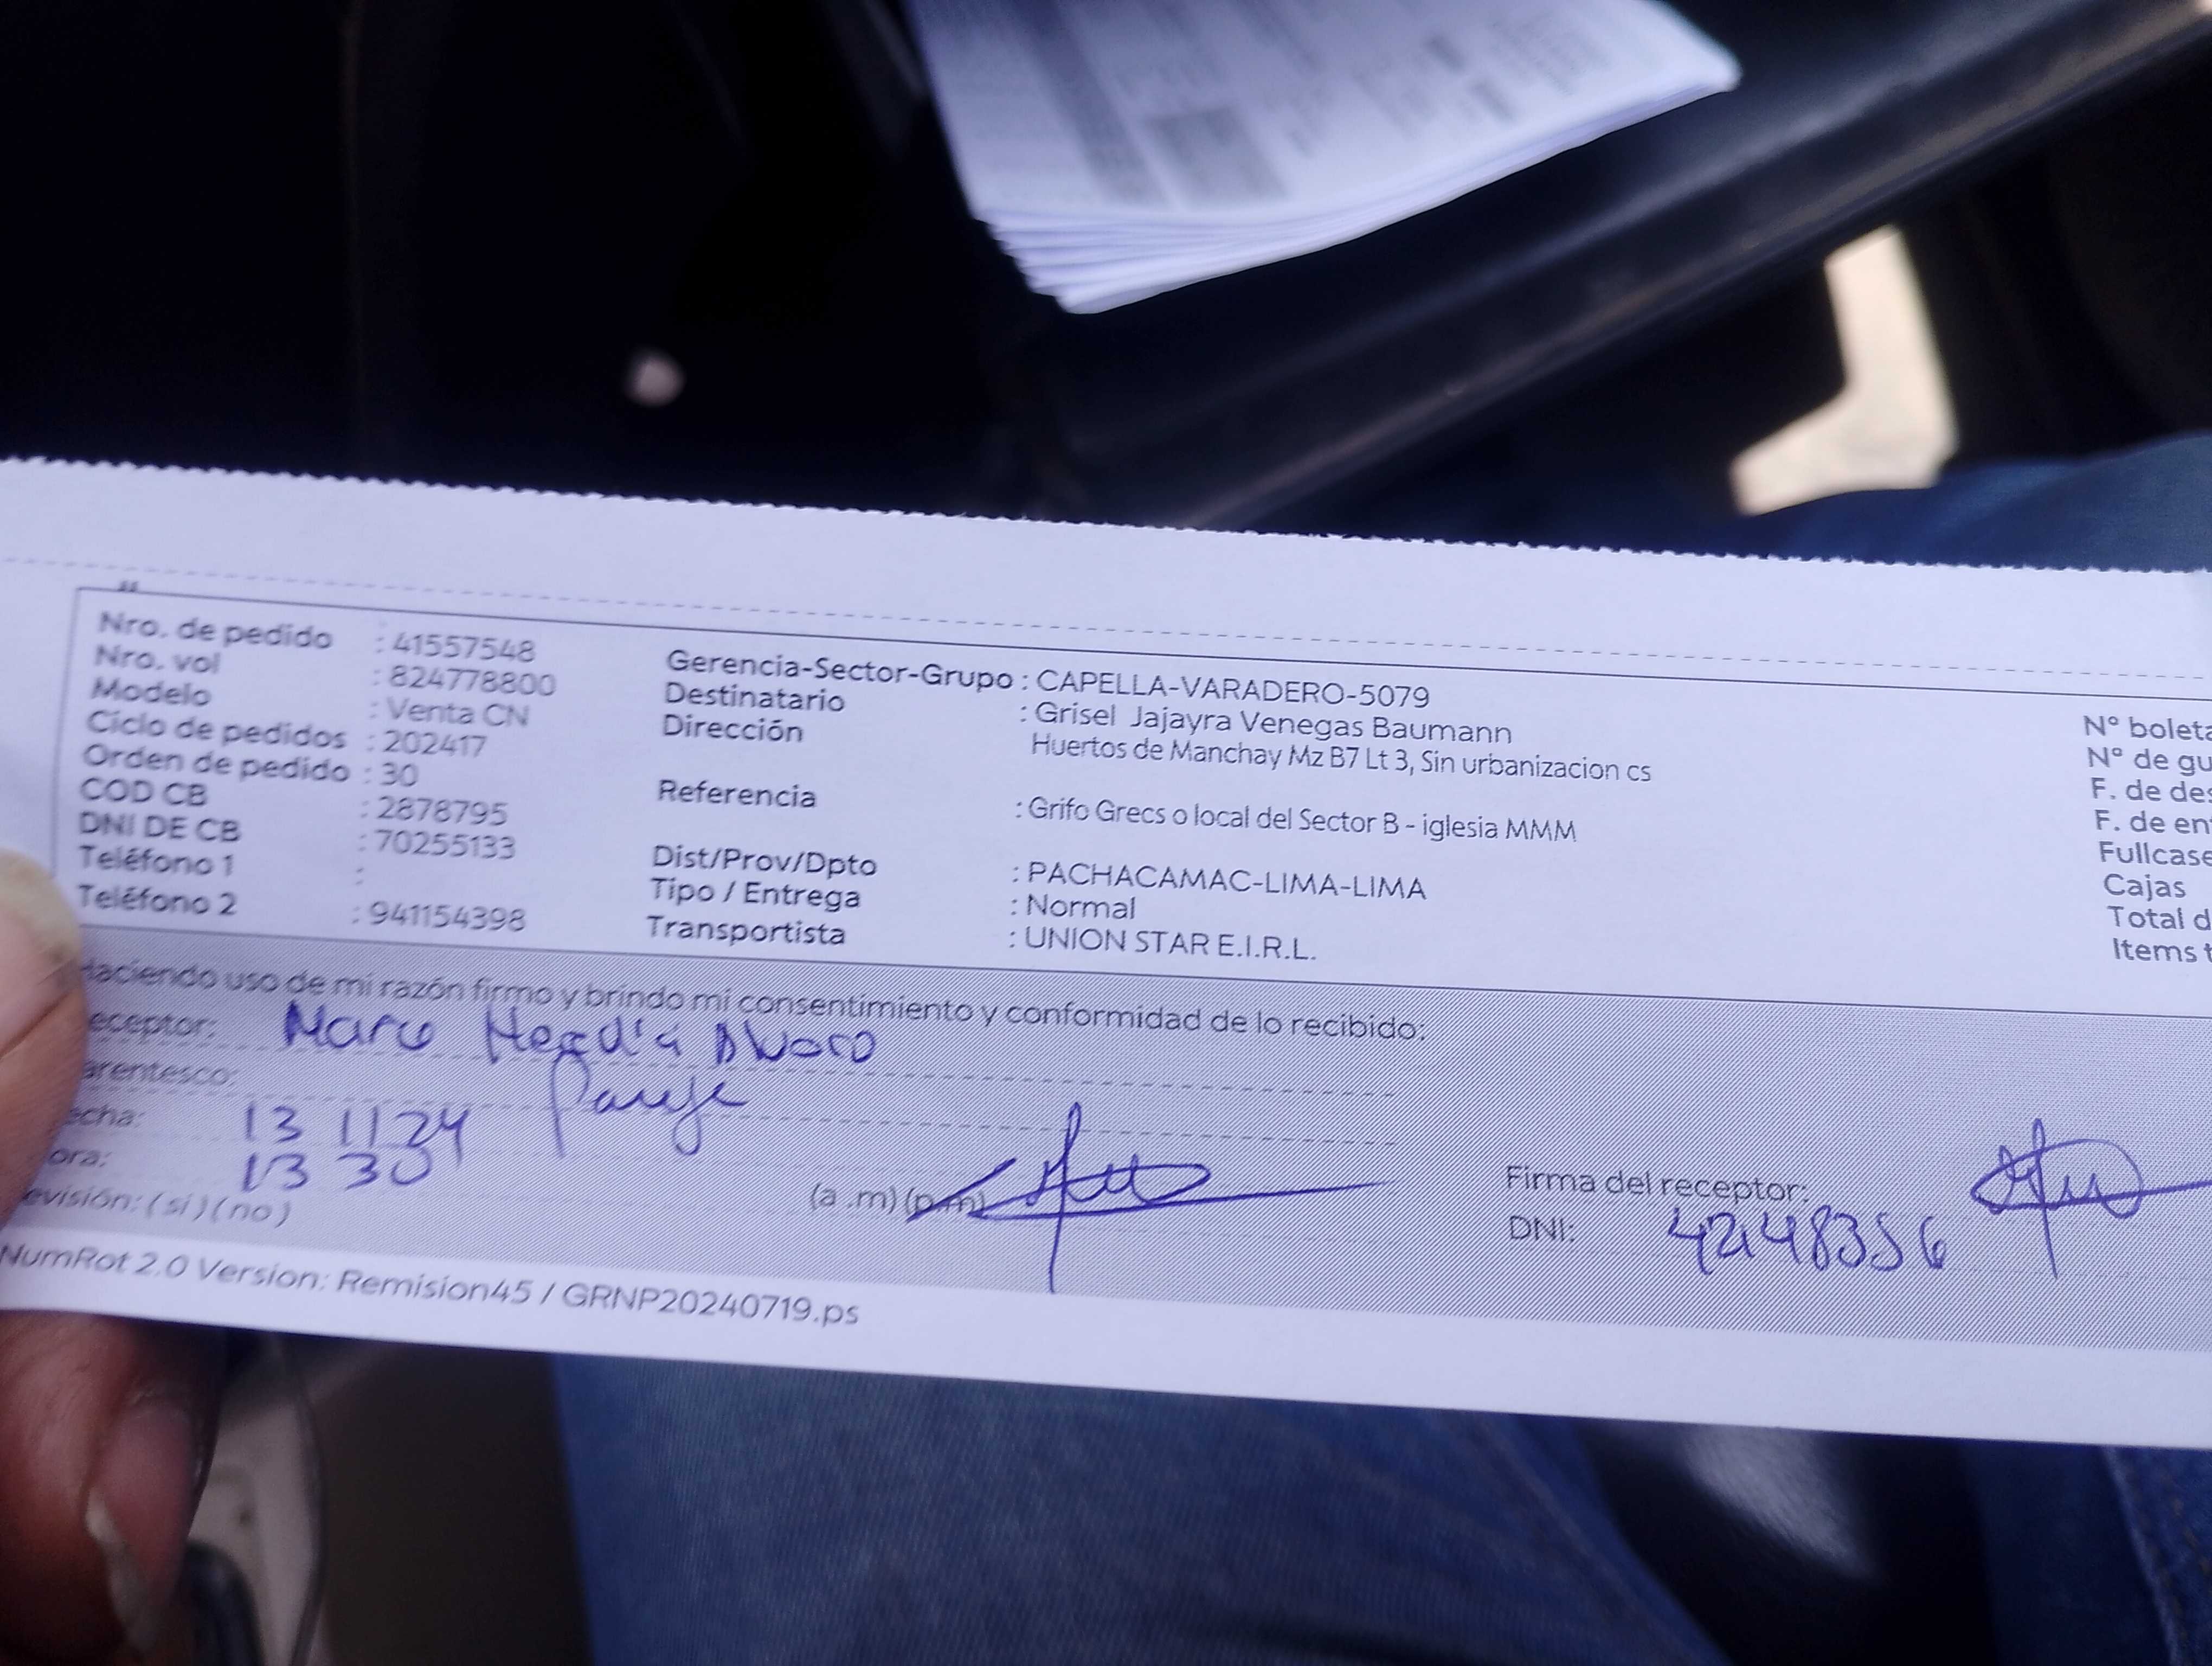 Nro. de pedido : 41557548
Nro. vol : 824778800
Modelo : Venta CN
Ciclo de pedidos : 202417
Orden de pedido : 30
COD CB : 2878795
DNI DE CB : 70255133
Teléfono 1 :
Teléfono 2 : 941154398
Gerencia-Sector-Grupo : CAPELLA-VARADERO-5079
Destinatario : Grisel Jajayra Venegas Baumann
Dirección Huertos de Manchay Mz B7 Lt 3, Sin urbanizacion cs
Referencia : Grifo Grecs o local del Sector B - iglesia MMM
Dist/Prov/Dpto : PACHACAMAC-LIMA-LIMA
Tipo / Entrega : Normal
Transportista : UNION STAR E.I.R.L.
N° boleta
N° de gu
F. de des
F. de en
Fullcase
Cajas
Total d
Items t
Haciendo uso de mi razón firmo y brindo mi consentimiento y conformidad de lo recibido:
eceptor: Marco Heredia
arentesco: Pareja
echa: 13 11 24
ora: 13 30
(a .m) (p.m)
evisión: ( si ) ( no )
Firma del receptor:
DNI: 42148356
NumRot 2.0 Version: Remision45 / GRNP20240719.ps